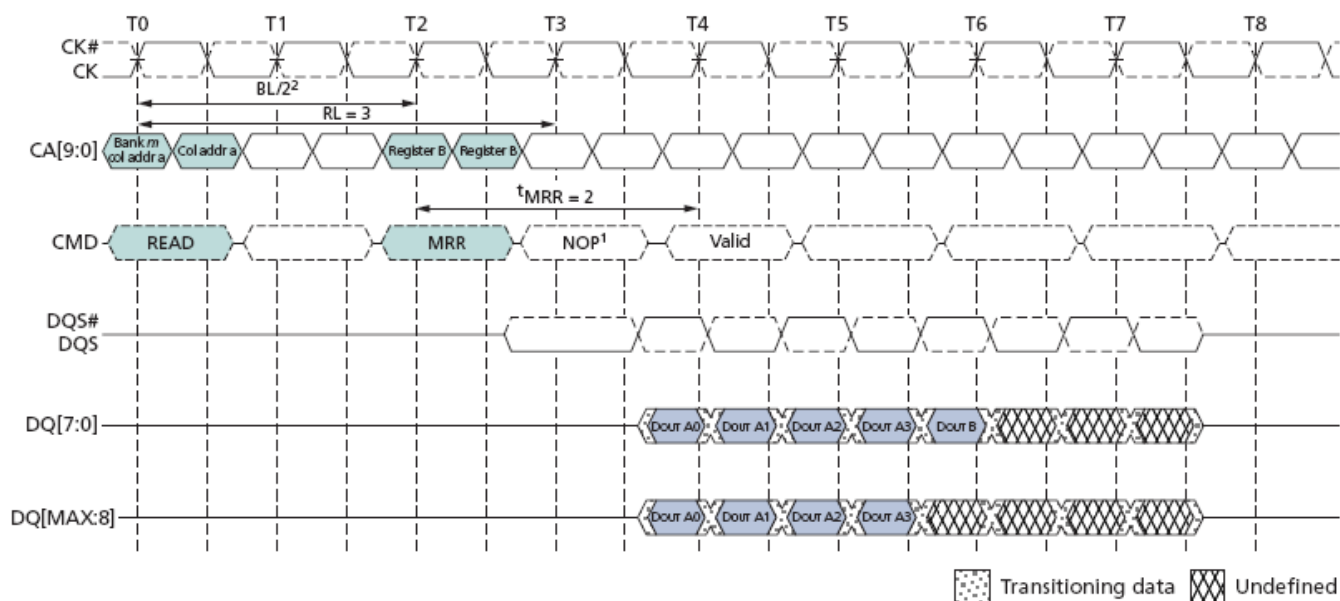 T0 T1 T2 T3 T4 T5 T6 T7 T8
CK#
CK
BL/2²
RL = 3
CA[9:0] Bank m col addr a Col addr a Register B Register B
tMRR = 2
CMD READ MRR NOP¹ Valid
DQS#
DQS
DQ[7:0] DOUT A0 DOUT A1 DOUT A2 DOUT A3 DOUT B
DQ[MAX:8] DOUT A0 DOUT A1 DOUT A2 DOUT A3
Transitioning data Undefined